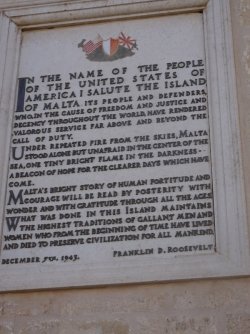 IN THE NAME OF THE PEOPLE
OF THE UNITED STATES OF
AMERICA I SALUTE THE ISLAND
OF MALTA, ITS PEOPLE AND DEFENDERS,
WHO, IN THE CAUSE OF FREEDOM AND JUSTICE AND
DECENCY THROUGHOUT THE WORLD, HAVE RENDERED
VALOROUS SERVICE FAR ABOVE AND BEYOND THE
CALL OF DUTY.
UNDER REPEATED FIRE FROM THE SKIES, MALTA
STOOD ALONE BUT UNAFRAID IN THE CENTER OF THE
SEA, ONE TINY BRIGHT FLAME IN THE DARKNESS -
A BEACON OF HOPE FOR THE CLEARER DAYS WHICH HAVE
COME.
MALTA'S BRIGHT STORY OF HUMAN FORTITUDE AND
COURAGE WILL BE READ BY POSTERITY WITH
WONDER AND WITH GRATITUDE THROUGH ALL THE AGES.
WHAT WAS DONE IN THIS ISLAND MAINTAINS
THE HIGHEST TRADITIONS OF GALLANT MEN AND
WOMEN WHO FROM THE BEGINNING OF TIME HAVE LIVED
AND DIED TO PRESERVE CIVILIZATION FOR ALL MANKIND.
DECEMBER 7TH. 1943. FRANKLIN D. ROOSEVELT